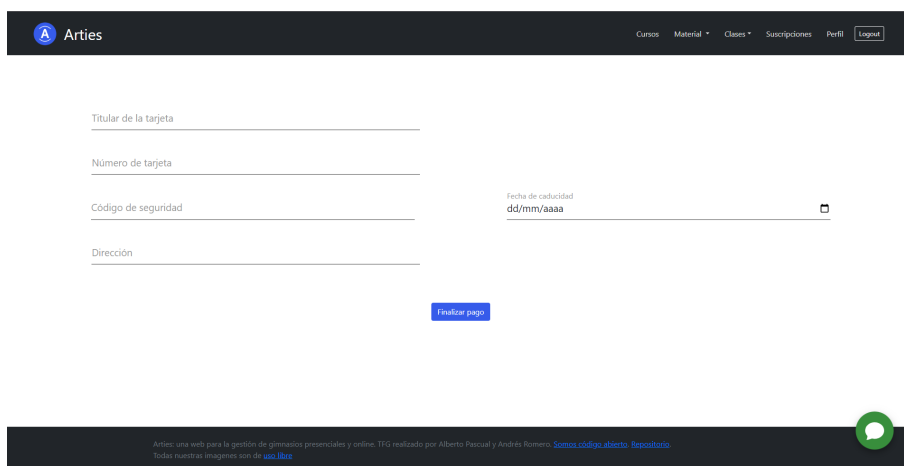 A Arties Cursos Material Clases Suscripciones Perfil Logout
Titular de la tarjeta
Número de tarjeta
Código de seguridad
Fecha de caducidad
dd/mm/aaaa
Dirección
Finalizar pago
Arties: una web para la gestión de gimnasios presenciales y online. TFG realizado por Alberto Pascual y Andrés Romero. Somos código abierto. Repositorio.
Todas nuestras imagenes son de uso libre